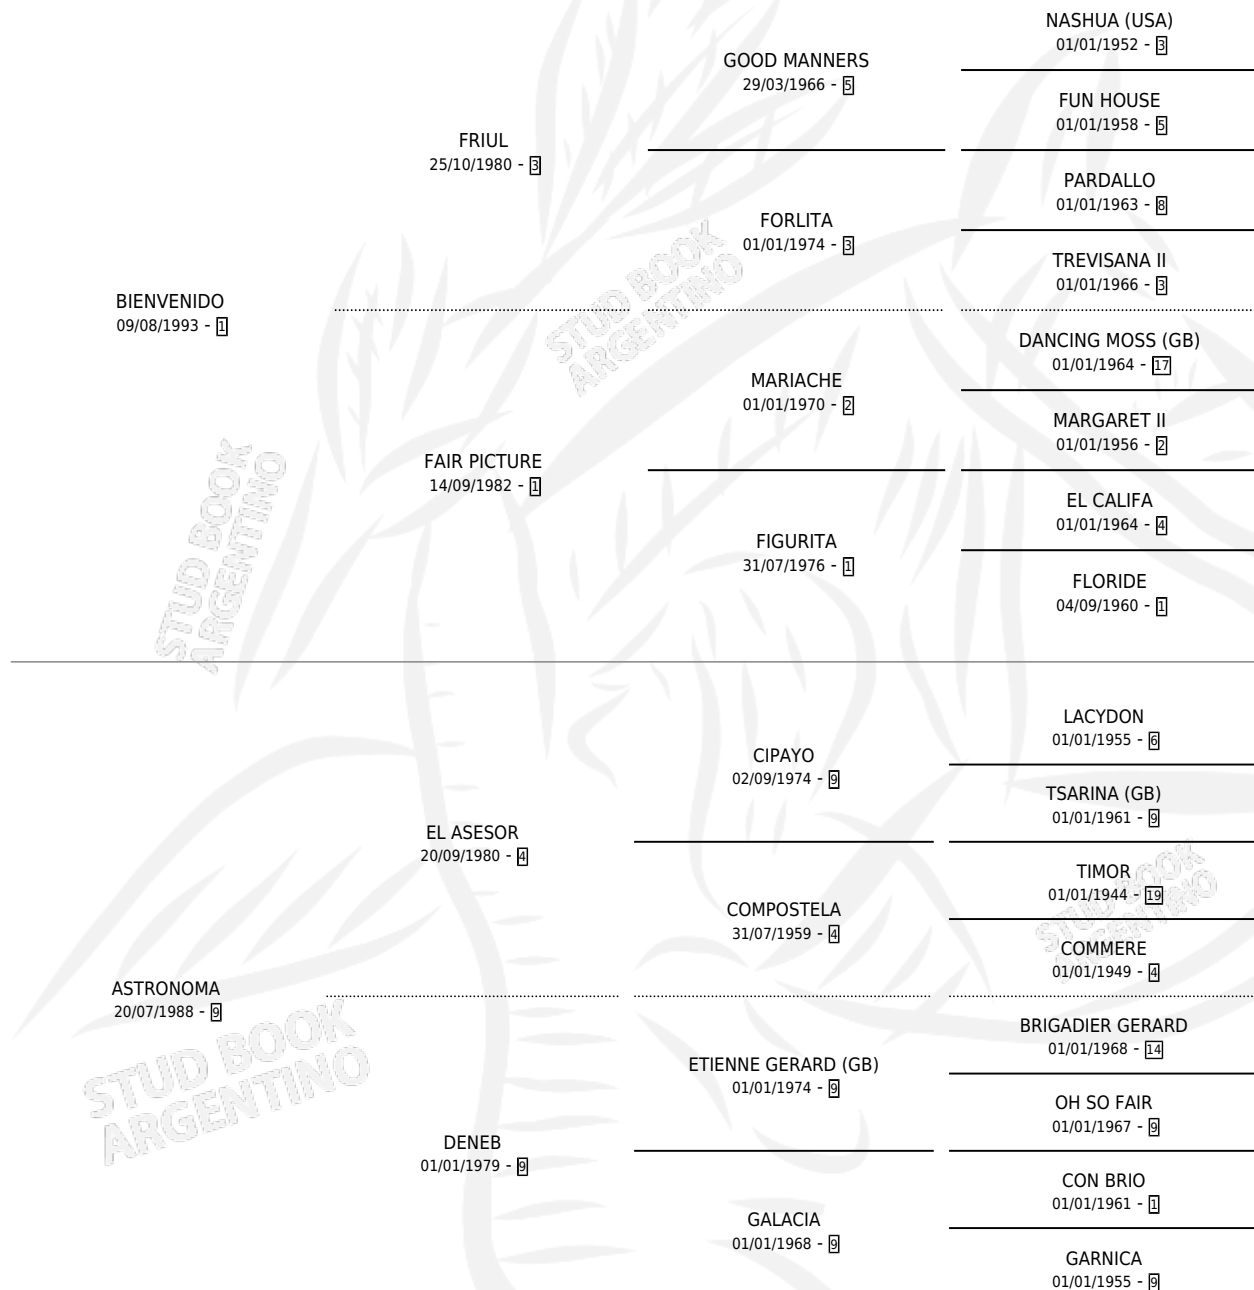 NASHUA (USA)
01/01/1952 - 3
GOOD MANNERS
29/03/1966 - 5
FUN HOUSE
01/01/1958 - 5
FRIUL
25/10/1980 - 3
PARDALLO
01/01/1963 - 8
FORLITA
01/01/1974 - 3
TREVISANA II
01/01/1966 - 3
BIENVENIDO
09/08/1993 - 1
DANCING MOSS (GB)
01/01/1964 - 17
MARIACHE
01/01/1970 - 2
MARGARET II
01/01/1956 - 2
FAIR PICTURE
14/09/1982 - 1
EL CALIFA
01/01/1964 - 4
FIGURITA
31/07/1976 - 1
FLORIDE
04/09/1960 - 1
LACYDON
01/01/1955 - 6
CIPAYO
02/09/1974 - 9
TSARINA (GB)
01/01/1961 - 9
EL ASESOR
20/09/1980 - 4
TIMOR
01/01/1944 - 19
COMPOSTELA
31/07/1959 - 4
COMMERE
01/01/1949 - 4
ASTRONOMA
20/07/1988 - 9
BRIGADIER GERARD
01/01/1968 - 14
ETIENNE GERARD (GB)
01/01/1974 - 9
OH SO FAIR
01/01/1967 - 9
DENEB
01/01/1979 - 9
CON BRIO
01/01/1961 - 1
GALACIA
01/01/1968 - 9
GARNICA
01/01/1955 - 9
STUD BOOK
ARGENTINO
STUD BOOK
ARGENTINO
STUD BOOK
ARGENTINO
STUD BOOK
ARGENTINO